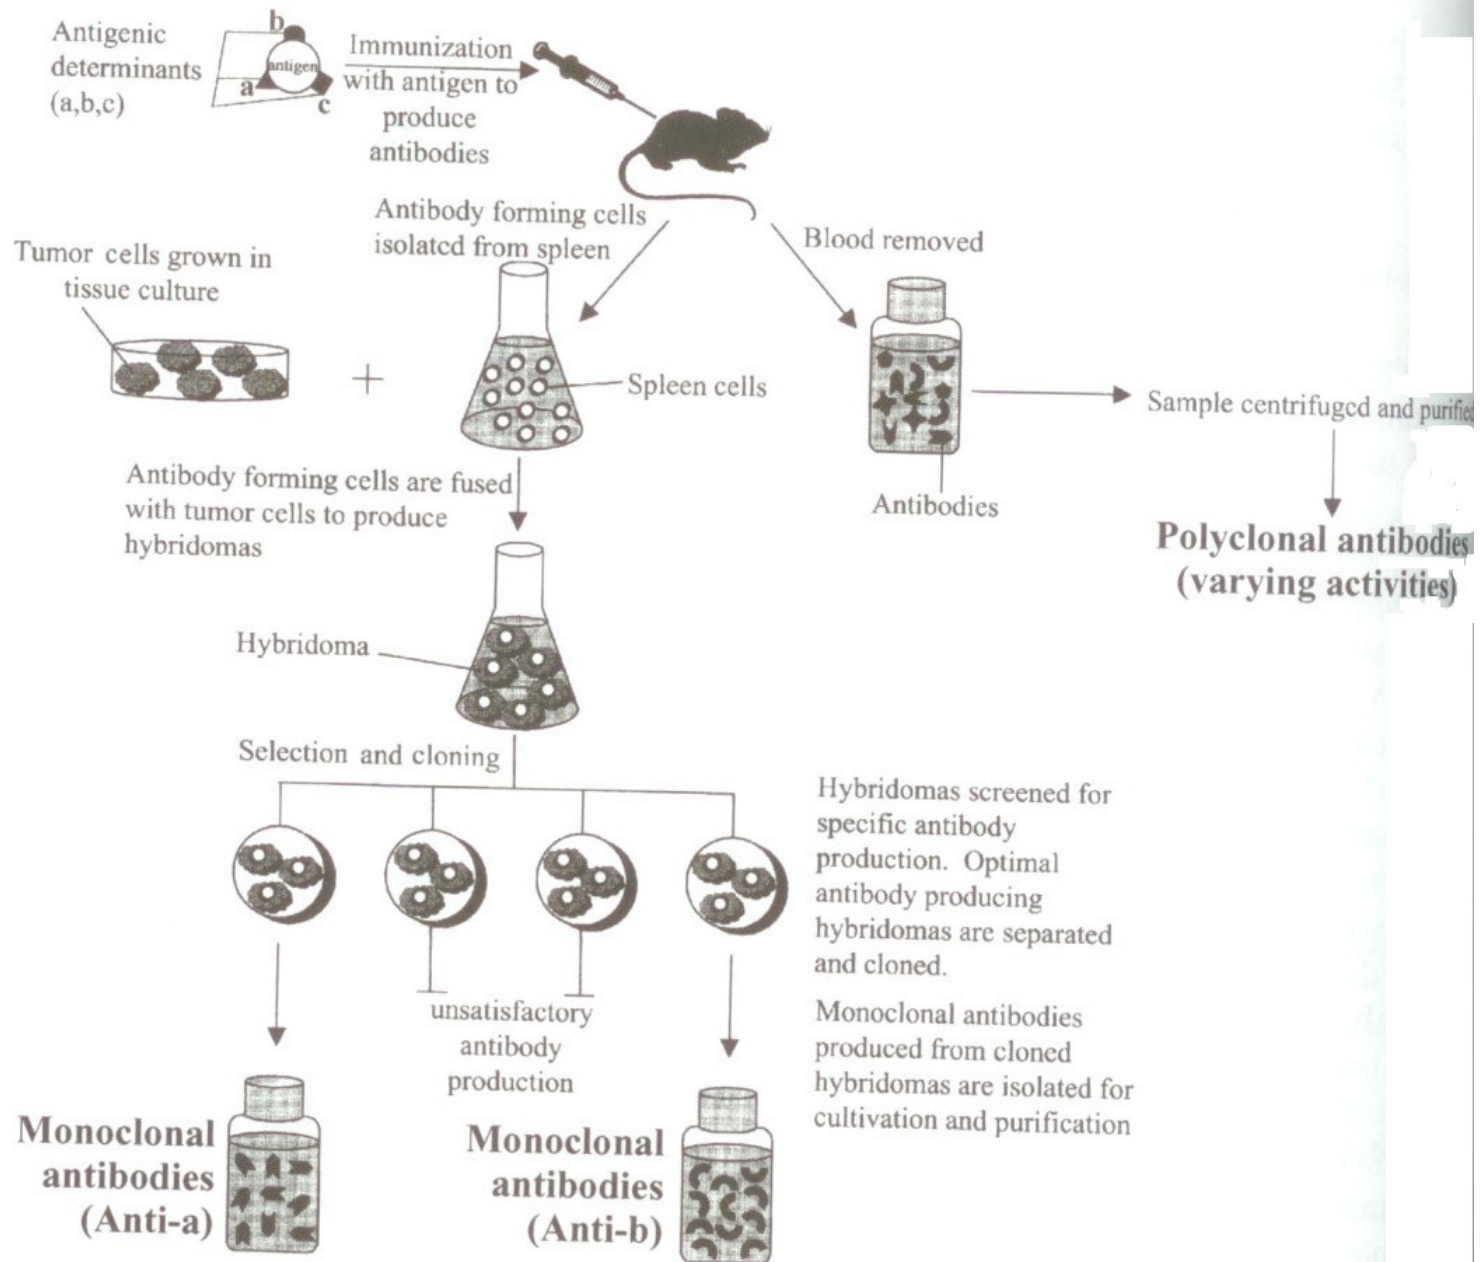 Antigenic
determinants
(a,b,c)
b
antigen
a
c
Immunization
with antigen to
produce
antibodies
Antibody forming cells
isolated from spleen
Blood removed
Tumor cells grown in
tissue culture
+
Spleen cells
Sample centrifuged and purified
Antibodies
Antibody forming cells are fused
with tumor cells to produce
hybridomas
Polyclonal antibodies
(varying activities)
Hybridoma
Selection and cloning
Hybridomas screened for
specific antibody
production. Optimal
antibody producing
hybridomas are separated
and cloned.
unsatisfactory
antibody
production
Monoclonal antibodies
produced from cloned
hybridomas are isolated for
cultivation and purification
Monoclonal
antibodies
(Anti-a)
Monoclonal
antibodies
(Anti-b)